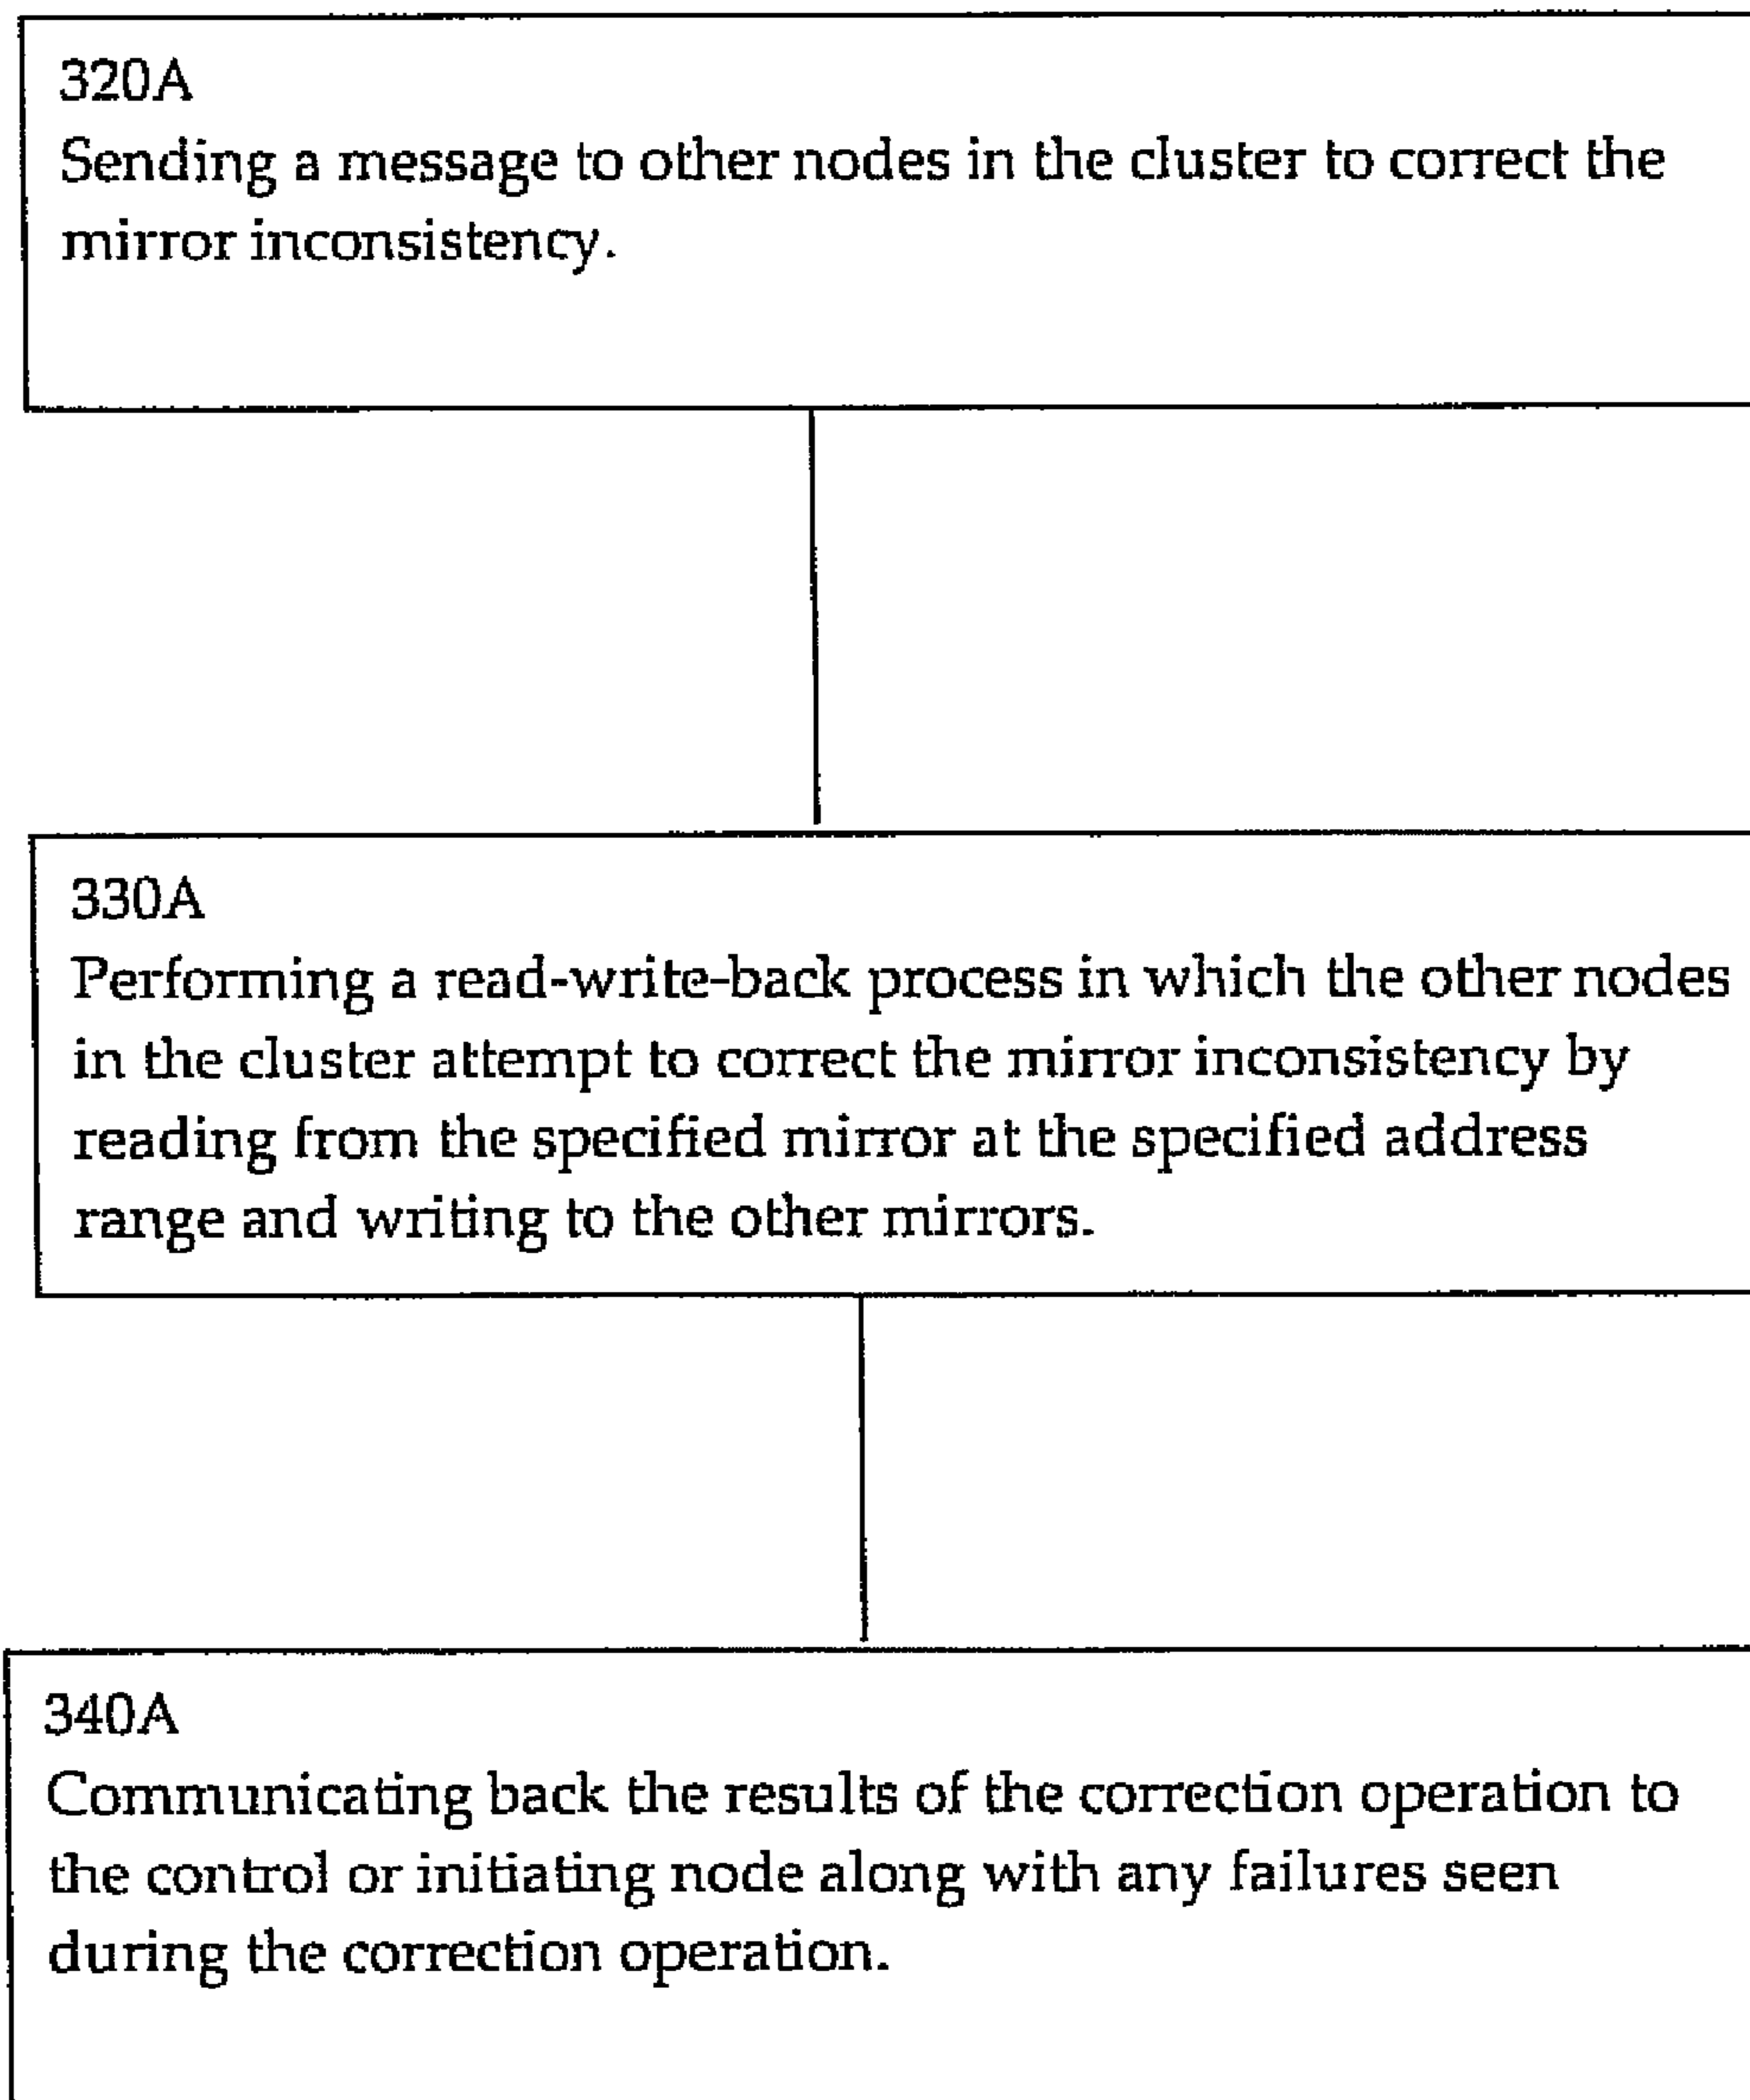 320A
Sending a message to other nodes in the cluster to correct the
mirror inconsistency.
330A
Performing a read-write-back process in which the other nodes
in the cluster attempt to correct the mirror inconsistency by
reading from the specified mirror at the specified address
range and writing to the other mirrors.
340A
Communicating back the results of the correction operation to
the control or initiating node along with any failures seen
during the correction operation.